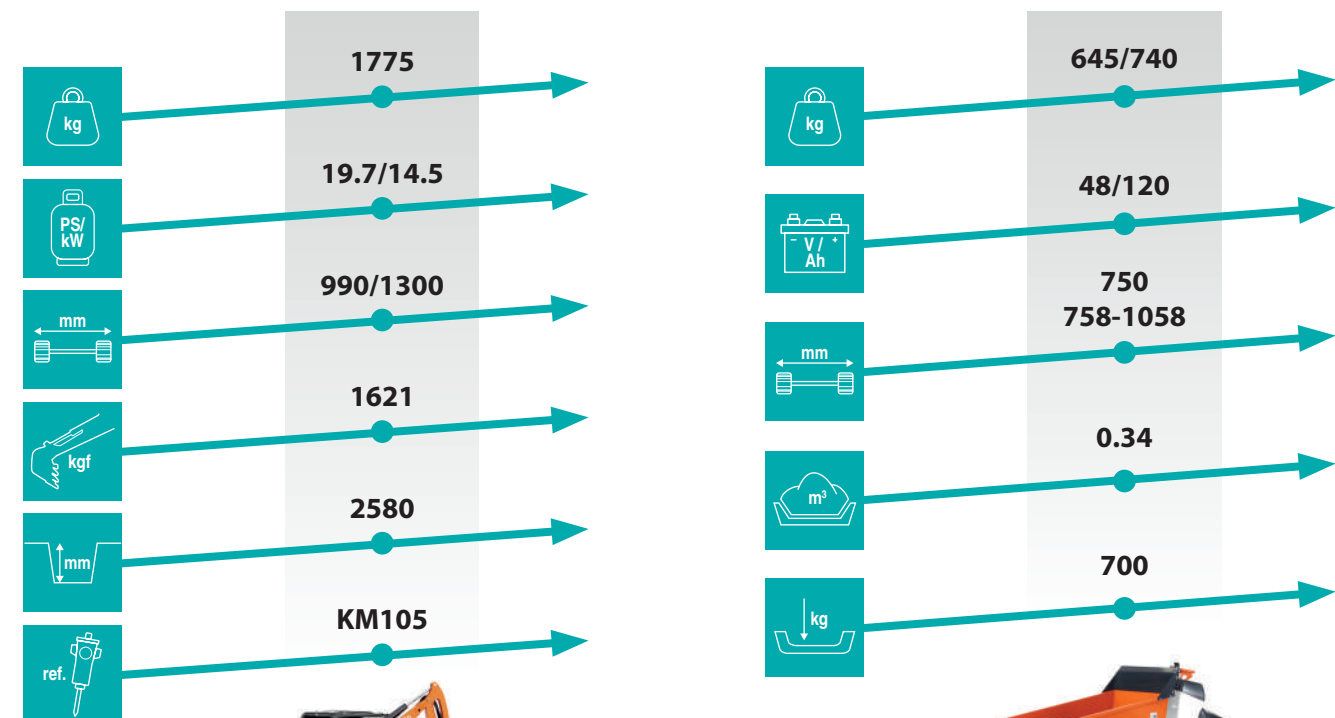 1775
kg
19.7/14.5
PS/
kW
990/1300
mm
1621
kgf
2580
mm
KM105
ref.
645/740
kg
48/120
- V / +
Ah
750
758-1058
mm
0.34
m³
700
kg